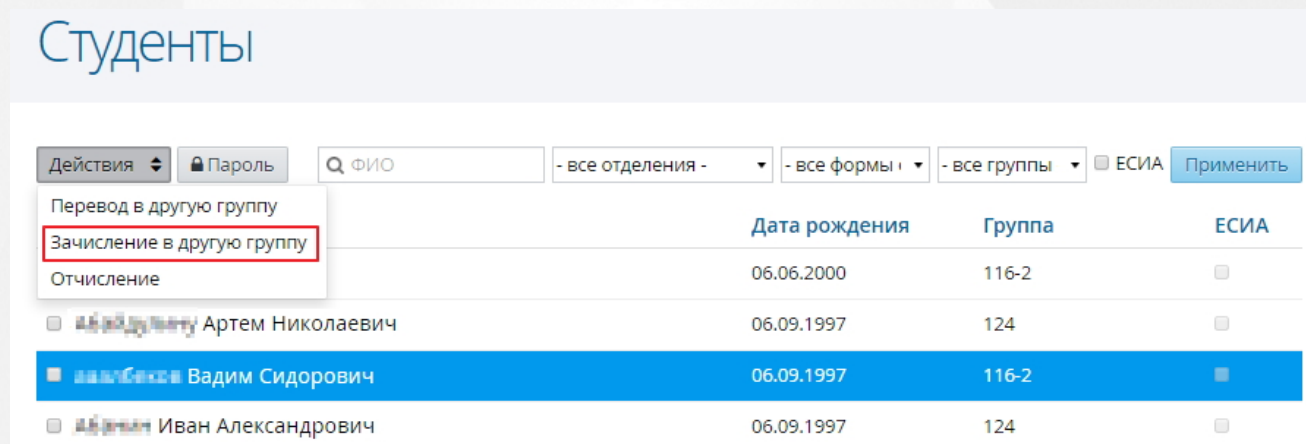 Студенты
Действия Пароль ФИО - все отделения - - все формы - все группы ЕСИА Применить
Перевод в другую группу
Зачисление в другую группу
Отчисление
Дата рождения Группа ЕСИА
06.06.2000 116-2
Артем Николаевич 06.09.1997 124
Вадим Сидорович 06.09.1997 116-2
Иван Александрович 06.09.1997 124